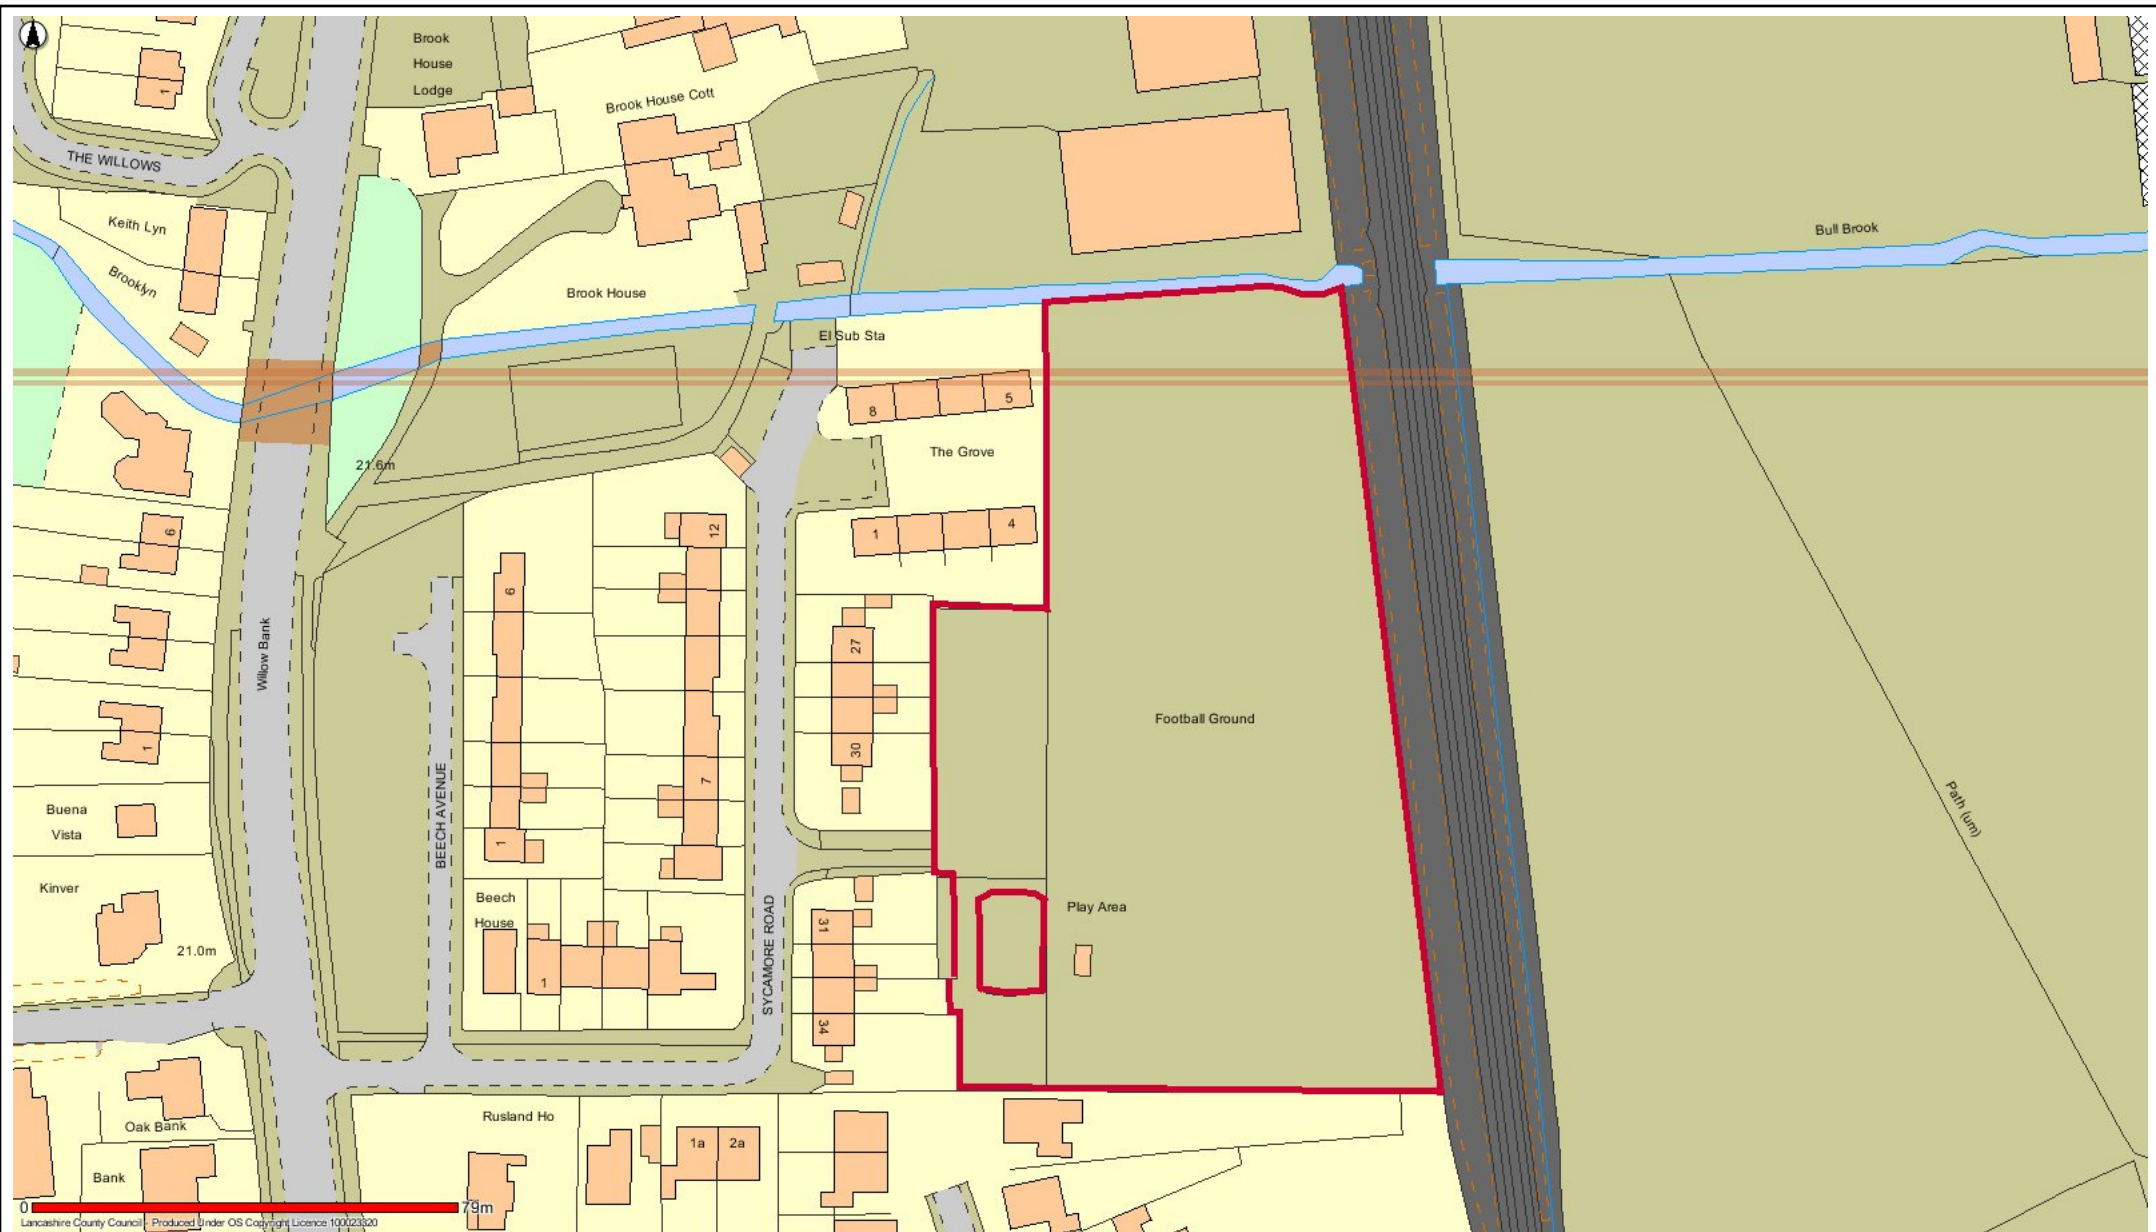 Brook
House
Lodge
1
Brook House Cott
THE WILLOWS
Keith Lyn
Brooklyn
Brook House
Bull Brook
El Sub Sta
8
5
The Grove
21.6m
1
4
12
6
6
27
Willow Bank
Football Ground
30
1
7
BEECH AVENUE
Path (um)
Buena
Vista
1
Kinver
Beech
House
SYCAMORE ROAD
31
Play Area
21.0m
1
34
Rusland Ho
Oak Bank
1a
2a
Bank
0
79m
Lancashire County Council - Produced Under OS Copyright Licence 100023320